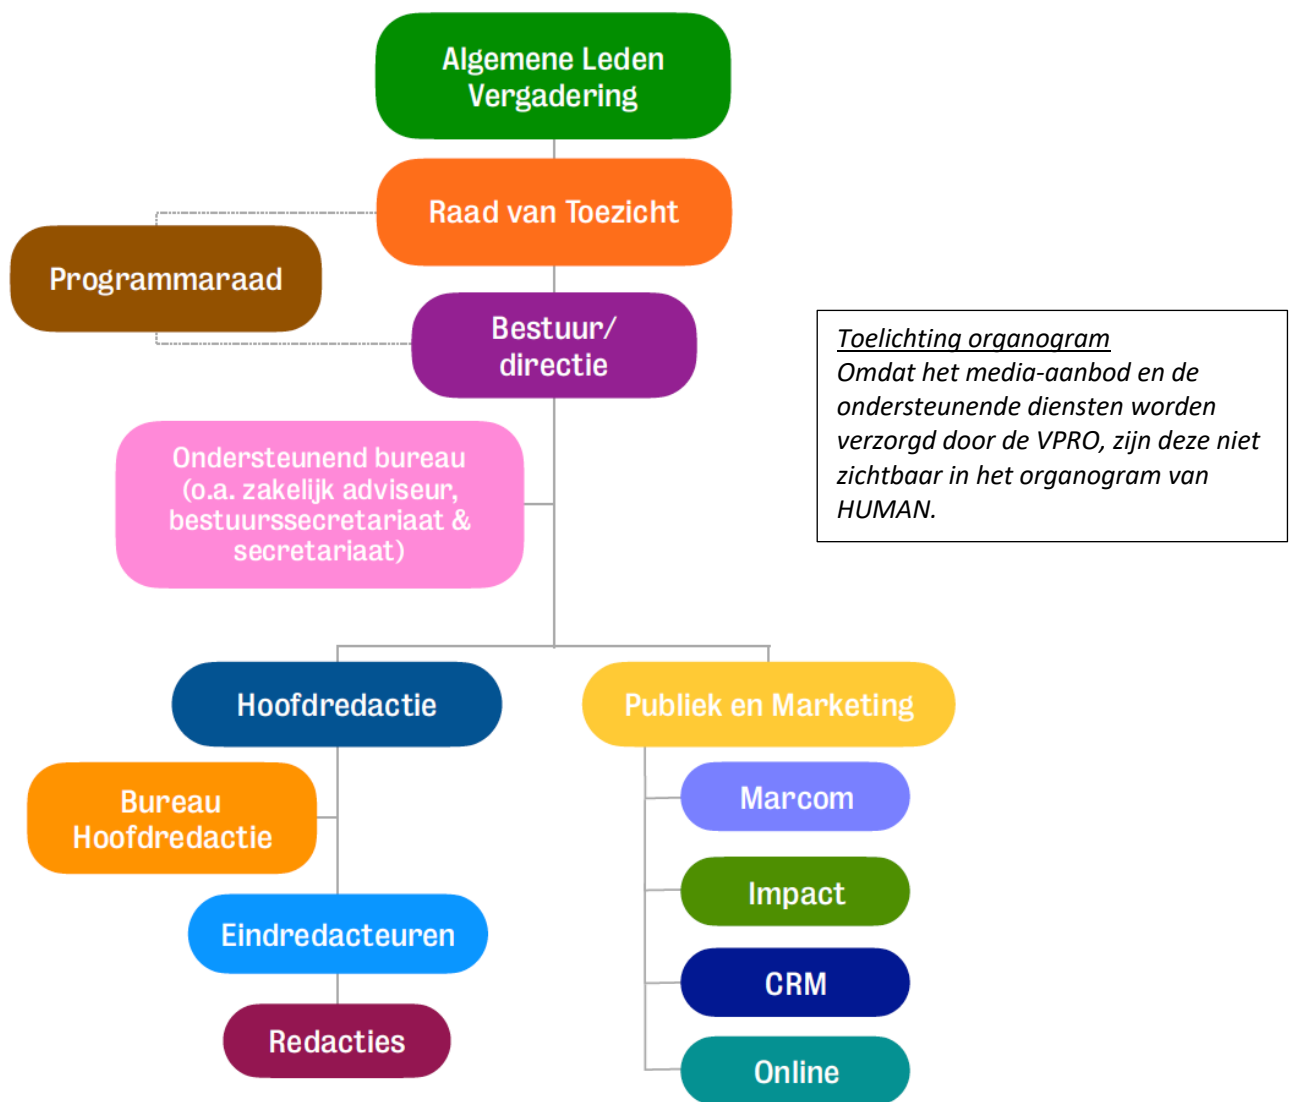 Algemene Leden
Vergadering
Raad van Toezicht
Programmaraad
Bestuur/
directie
Toelichting organogram
Omdat het media-aanbod en de
ondersteunende diensten worden
verzorgd door de VPRO, zijn deze niet
zichtbaar in het organogram van
HUMAN.
Ondersteunend bureau
(o.a. zakelijk adviseur,
bestuurssecretariaat &
secretariaat)
Hoofdredactie
Publiek en Marketing
Bureau
Hoofdredactie
Marcom
Impact
Eindredacteuren
CRM
Redacties
Online